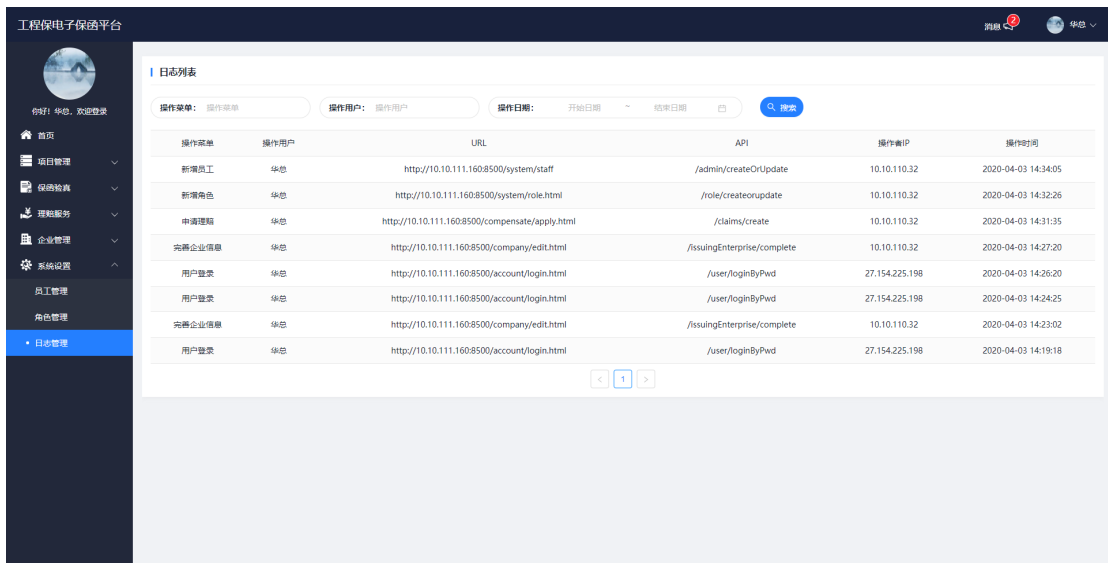 工程保电子保函平台
消息 2 华总
你好！华总，欢迎登录
首页
项目管理
保函验真
理赔服务
企业管理
系统设置
员工管理
角色管理
• 日志管理
日志列表
操作菜单： 操作菜单 操作用户： 操作用户 操作日期： 开始日期 ~ 结束日期 搜索
操作菜单 操作用户 URL API 操作者IP 操作时间
新增员工 华总 http://10.10.111.160:8500/system/staff /admin/createOrUpdate 10.10.110.32 2020-04-03 14:34:05
新增角色 华总 http://10.10.111.160:8500/system/role.html /role/createorupdate 10.10.110.32 2020-04-03 14:32:26
申请理赔 华总 http://10.10.111.160:8500/compensate/apply.html /claims/create 10.10.110.32 2020-04-03 14:31:35
完善企业信息 华总 http://10.10.111.160:8500/company/edit.html /issuingEnterprise/complete 10.10.110.32 2020-04-03 14:27:20
用户登录 华总 http://10.10.111.160:8500/account/login.html /user/loginByPwd 27.154.225.198 2020-04-03 14:26:20
用户登录 华总 http://10.10.111.160:8500/account/login.html /user/loginByPwd 27.154.225.198 2020-04-03 14:24:25
完善企业信息 华总 http://10.10.111.160:8500/company/edit.html /issuingEnterprise/complete 10.10.110.32 2020-04-03 14:23:02
用户登录 华总 http://10.10.111.160:8500/account/login.html /user/loginByPwd 27.154.225.198 2020-04-03 14:19:18
< 1 >